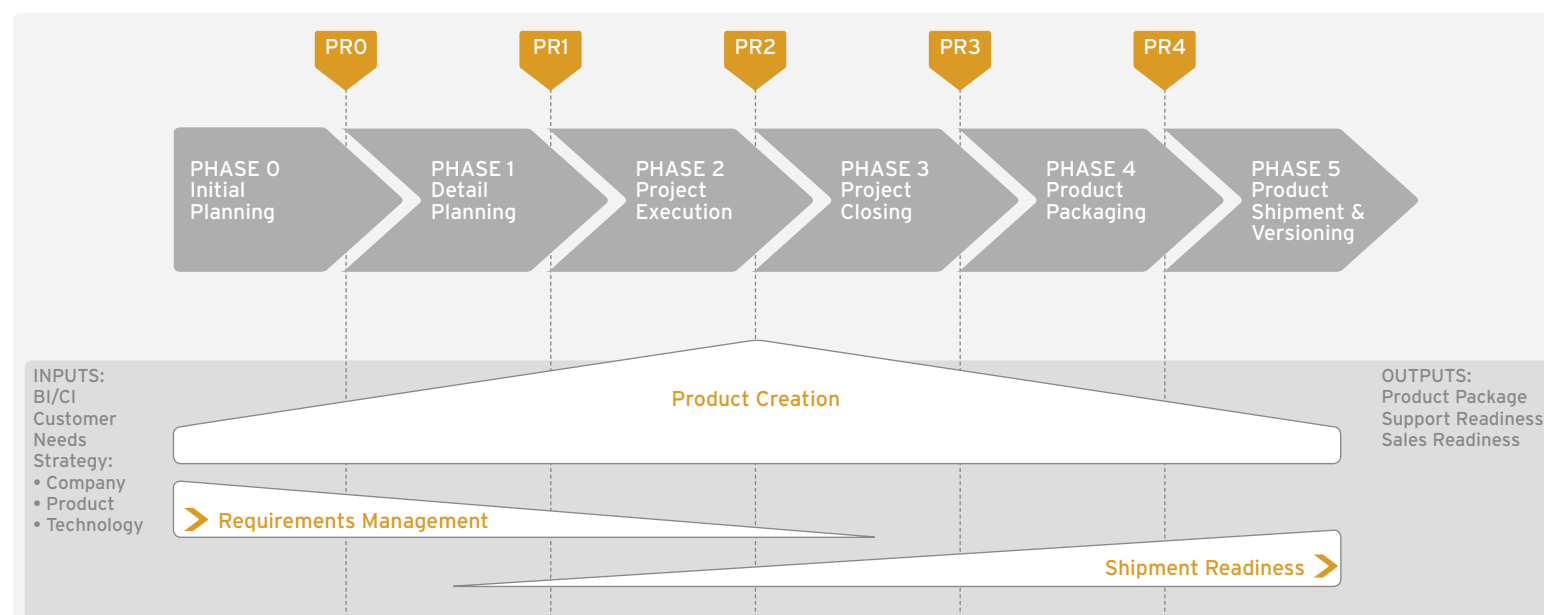 PR0
PR1
PR2
PR3
PR4
PHASE 0
Initial
Planning
PHASE 1
Detail
Planning
PHASE 2
Project
Execution
PHASE 3
Project
Closing
PHASE 4
Product
Packaging
PHASE 5
Product
Shipment &
Versioning
INPUTS:
BI/CI
Customer
Needs
Strategy:
• Company
• Product
• Technology
Product Creation
OUTPUTS:
Product Package
Support Readiness
Sales Readiness
Requirements Management
Shipment Readiness